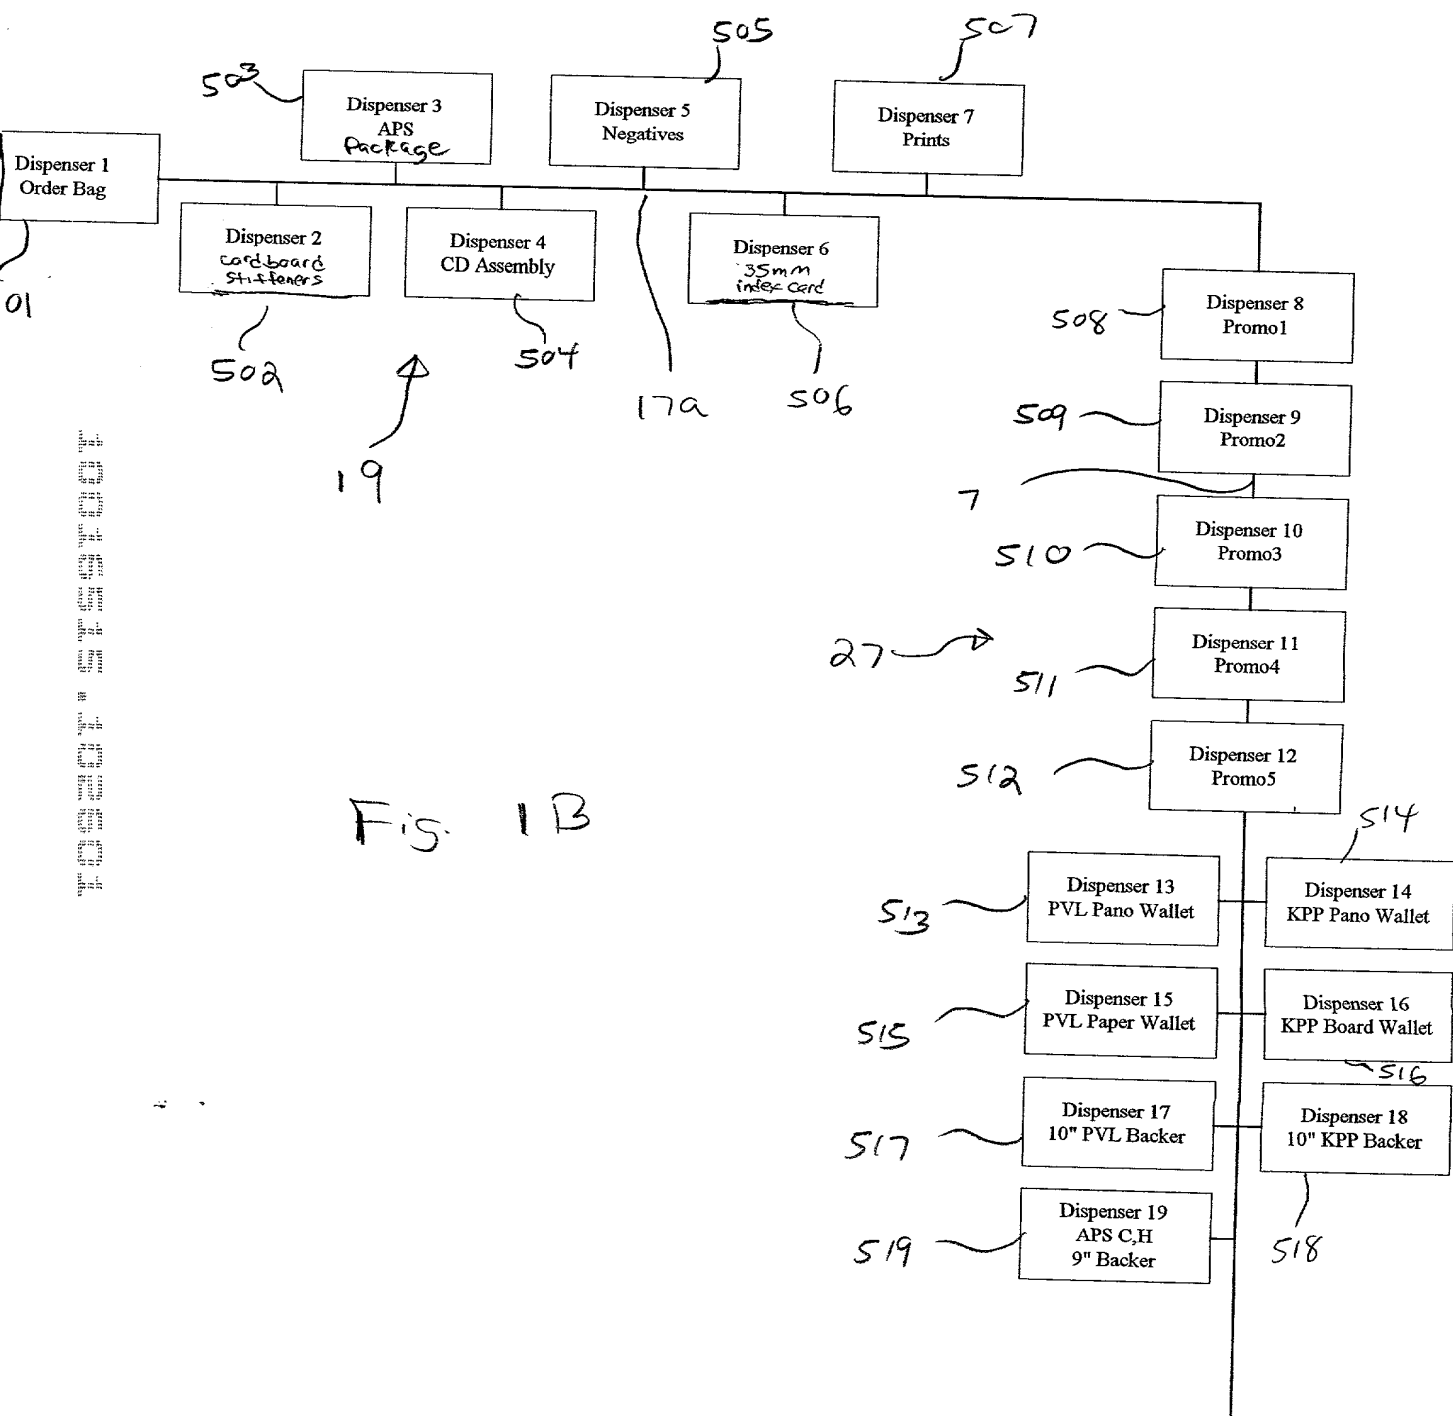 505
507
503
Dispenser 3
APS
Package
Dispenser 5
Negatives
Dispenser 7
Prints
Dispenser 1
Order Bag
Dispenser 2
cardboard
stiffeners
Dispenser 4
CD Assembly
Dispenser 6
35mm
index card
01
502
504
17a
506
19
Dispenser 8
Promo1
508
Dispenser 9
Promo2
509
7
Dispenser 10
Promo3
510
Dispenser 11
Promo4
27
511
Dispenser 12
Promo5
512
Fig. 1B
514
Dispenser 13
PVL Pano Wallet
Dispenser 14
KPP Pano Wallet
513
Dispenser 15
PVL Paper Wallet
Dispenser 16
KPP Board Wallet
515
516
Dispenser 17
10" PVL Backer
Dispenser 18
10" KPP Backer
517
Dispenser 19
APS C,H
9" Backer
519
518